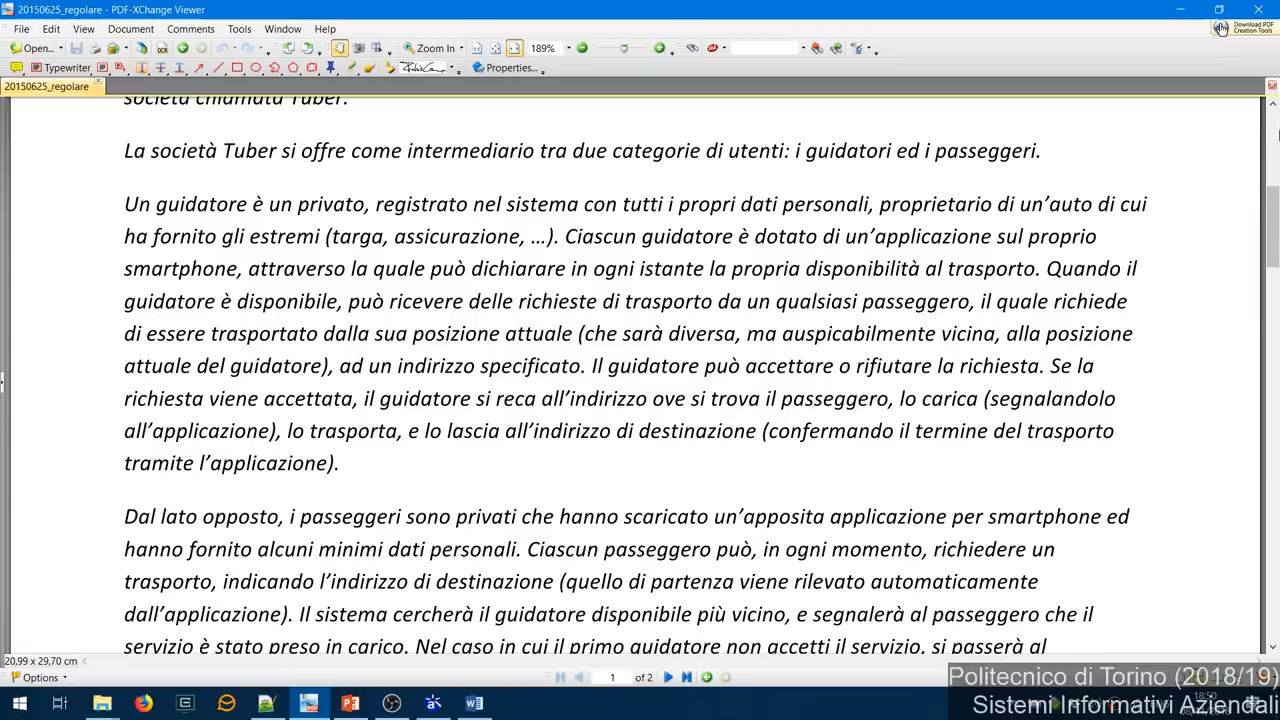 20150625_regolare - PDF-XChange Viewer
File Edit View Document Comments Tools Window Help
Download PDF
Creation Tools
Open... Zoom In 189%
Typewriter Properties...
20150625_regolare
società chiamata Tuber.
La società Tuber si offre come intermediario tra due categorie di utenti: i guidatori ed i passeggeri.
Un guidatore è un privato, registrato nel sistema con tutti i propri dati personali, proprietario di un'auto di cui
ha fornito gli estremi (targa, assicurazione, …). Ciascun guidatore è dotato di un'applicazione sul proprio
smartphone, attraverso la quale può dichiarare in ogni istante la propria disponibilità al trasporto. Quando il
guidatore è disponibile, può ricevere delle richieste di trasporto da un qualsiasi passeggero, il quale richiede
di essere trasportato dalla sua posizione attuale (che sarà diversa, ma auspicabilmente vicina, alla posizione
attuale del guidatore), ad un indirizzo specificato. Il guidatore può accettare o rifiutare la richiesta. Se la
richiesta viene accettata, il guidatore si reca all'indirizzo ove si trova il passeggero, lo carica (segnalandolo
all'applicazione), lo trasporta, e lo lascia all'indirizzo di destinazione (confermando il termine del trasporto
tramite l'applicazione).
Dal lato opposto, i passeggeri sono privati che hanno scaricato un'apposita applicazione per smartphone ed
hanno fornito alcuni minimi dati personali. Ciascun passeggero può, in ogni momento, richiedere un
trasporto, indicando l'indirizzo di destinazione (quello di partenza viene rilevato automaticamente
dall'applicazione). Il sistema cercherà il guidatore disponibile più vicino, e segnalerà al passeggero che il
servizio è stato preso in carico. Nel caso in cui il primo guidatore non accetti il servizio, si passerà al
20,99 x 29,70 cm
Options 1 of 2
Politecnico di Torino (2018/19)
18:50
Sistemi Informativi Aziendali